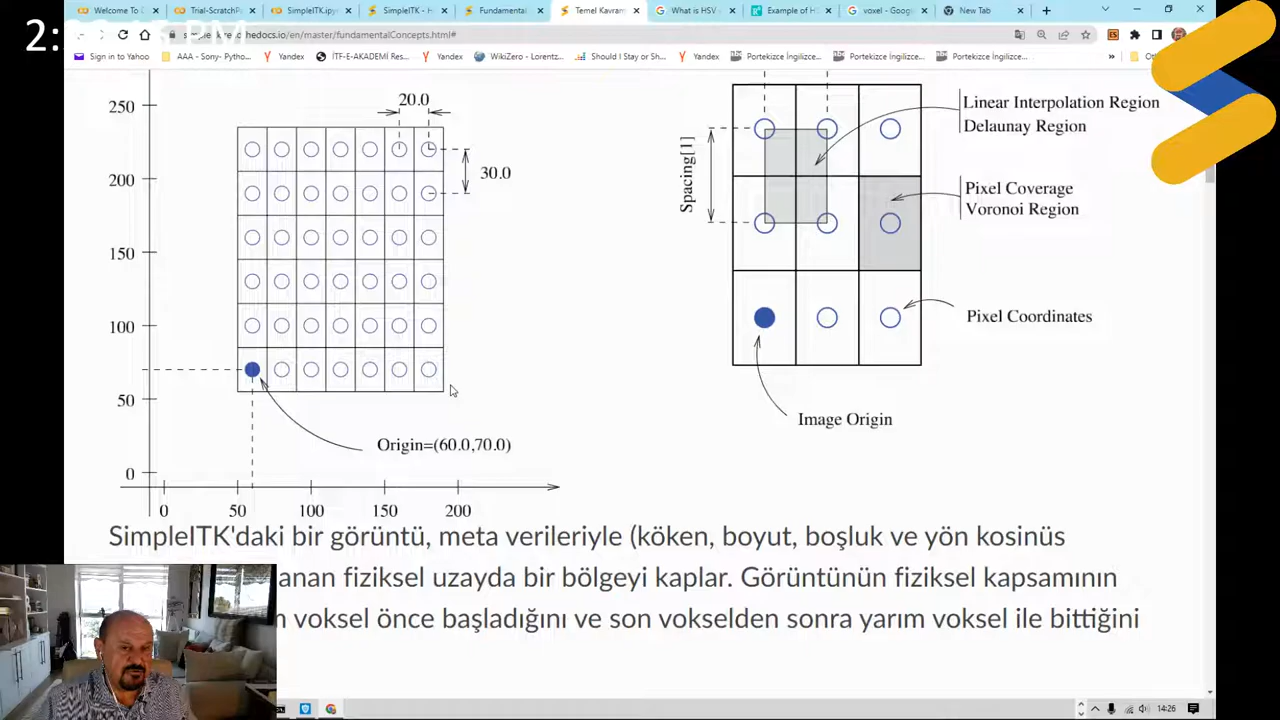 Welcome To C
Trial-ScratchPa
SimpleITK.ipyn
SimpleITK - H
Fundamental
Temel Kavram
What is HSV
Example of H
voxel - Googl
New Tab
hedocs.io/en/master/fundamentalConcepts.html#
Sign in to Yahoo
AAA - Sony- Pytho...
Yandex
ITF-E-AKADEMİ Res...
Yandex
WikiZero - Lorentz...
Should I Stay or Sh...
Yandex
Portekizce İngilizce...
Portekizce İngilizce...
Portekizce İngilizce...
»
250
200
150
100
50
0
20.0
30.0
Origin=(60.0,70.0)
0 50 100 150 200
Spacing[1]
Linear Interpolation Region
Delaunay Region
Pixel Coverage
Voronoi Region
Pixel Coordinates
Image Origin
SimpleITK'daki bir görüntü, meta verileriyle (köken, boyut, boşluk ve yön kosinüs
anan fiziksel uzayda bir bölgeyi kaplar. Görüntünün fiziksel kapsamının
voksel önce başladığını ve son vokselden sonra yarım voksel ile bittiğini
14:26